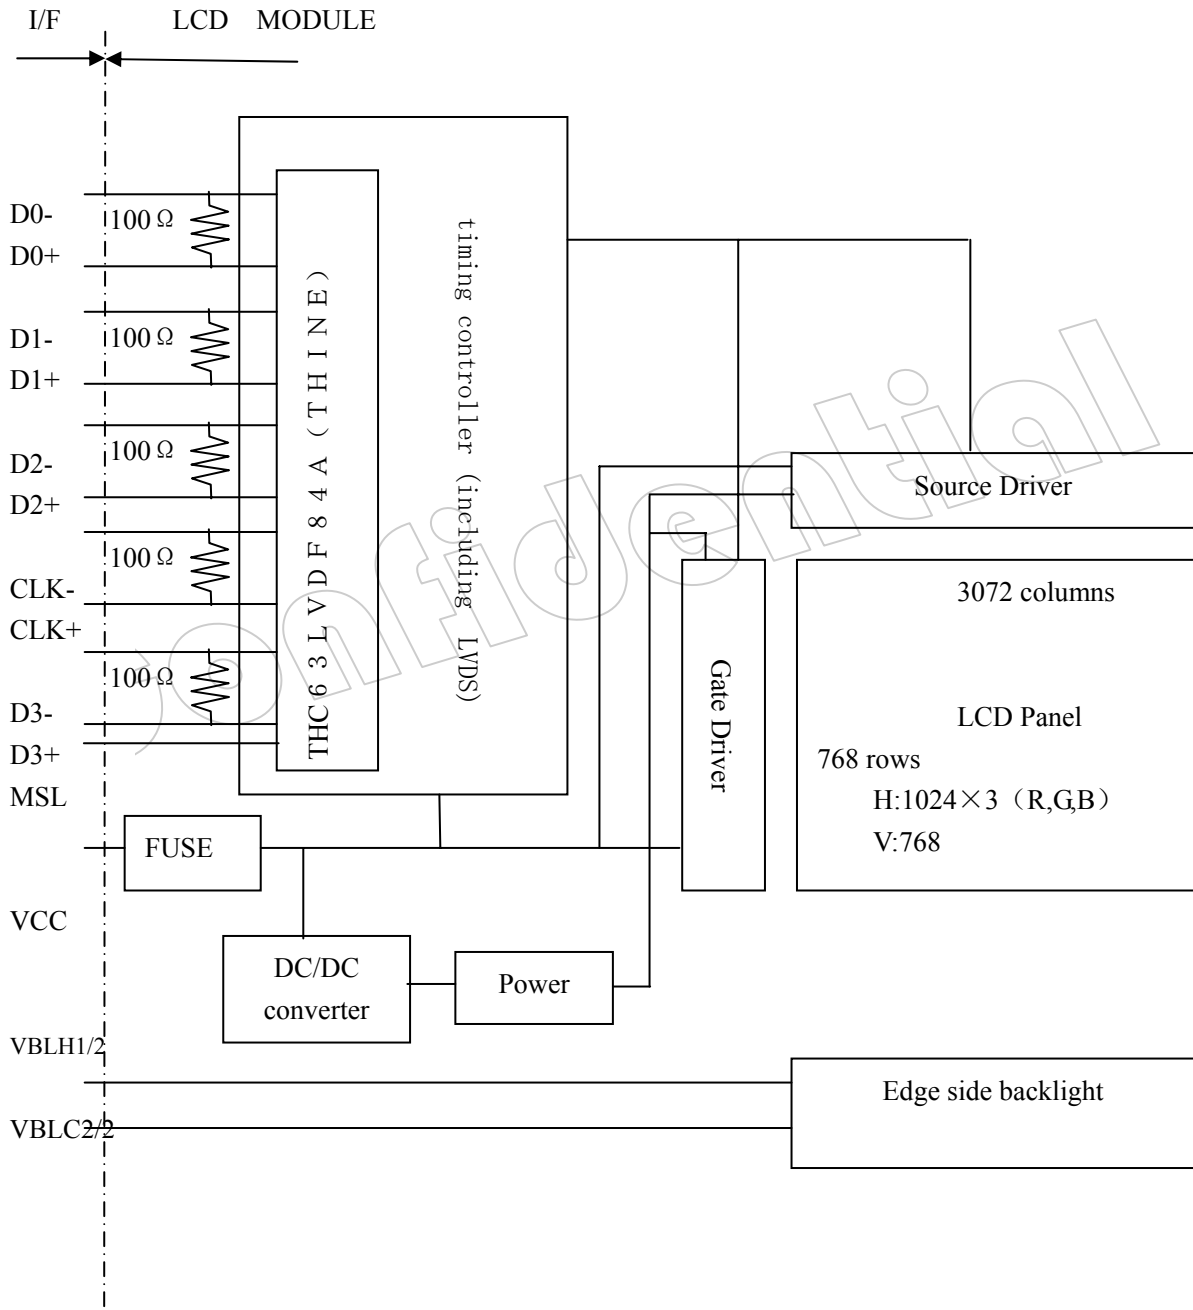 I/F LCD MODULE
D0-
100Ω
D0+
D1-
100Ω
D1+
D2-
100Ω
D2+
100Ω
CLK-
CLK+
100Ω
D3-
D3+
MSL
THC63LVDF84A(THINE)
timing controller (including LVDS)
Source Driver
3072 columns
Gate Driver
LCD Panel
768 rows
H:1024×3（R,G,B）
V:768
FUSE
VCC
DC/DC
converter
Power
VBLH1/2
Edge side backlight
VBLC2/2
Confidential